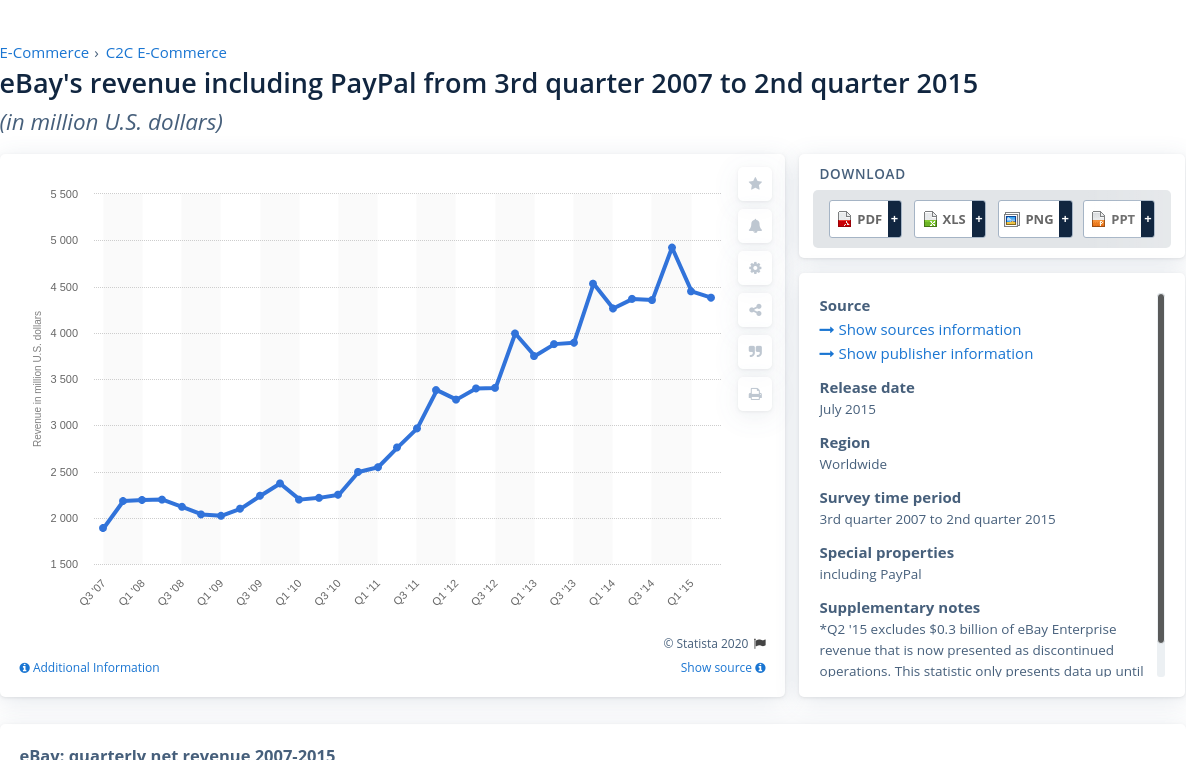 E-Commerce › C2C E-Commerce
eBay's revenue including PayPal from 3rd quarter 2007 to 2nd quarter 2015
(in million U.S. dollars)
Revenue in million U.S. dollars
5 500
5 000
4 500
4 000
3 500
3 000
2 500
2 000
1 500
Q3 '07
Q1 '08
Q3 '08
Q1 '09
Q3 '09
Q1 '10
Q3 '10
Q1 '11
Q3 '11
Q1 '12
Q3 '12
Q1 '13
Q3 '13
Q1 '14
Q3 '14
Q1 '15
© Statista 2020
Additional Information
Show source
DOWNLOAD
PDF + XLS + PNG + PPT +
Source
Show sources information
Show publisher information
Release date
July 2015
Region
Worldwide
Survey time period
3rd quarter 2007 to 2nd quarter 2015
Special properties
including PayPal
Supplementary notes
*Q2 '15 excludes $0.3 billion of eBay Enterprise
revenue that is now presented as discontinued
operations. This statistic only presents data up until
eBay: quarterly net revenue 2007-2015